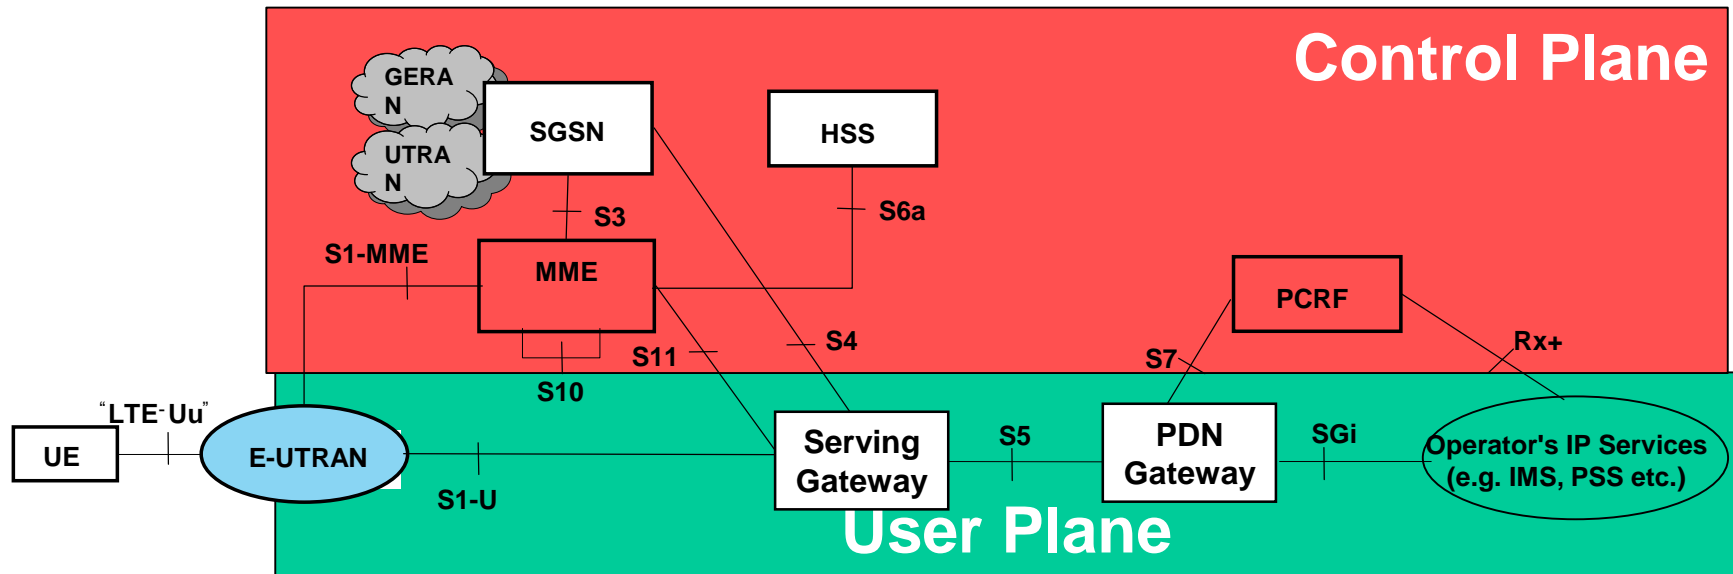 Control Plane
GERA
N
SGSN
HSS
UTRA
N
S3
S6a
S1-MME
MME
PCRF
S11
S4
S7
Rx+
S10
“LTE-Uu”
UE
E-UTRAN
S1-U
Serving
Gateway
S5
PDN
Gateway
SGi
Operator's IP Services
(e.g. IMS, PSS etc.)
User Plane